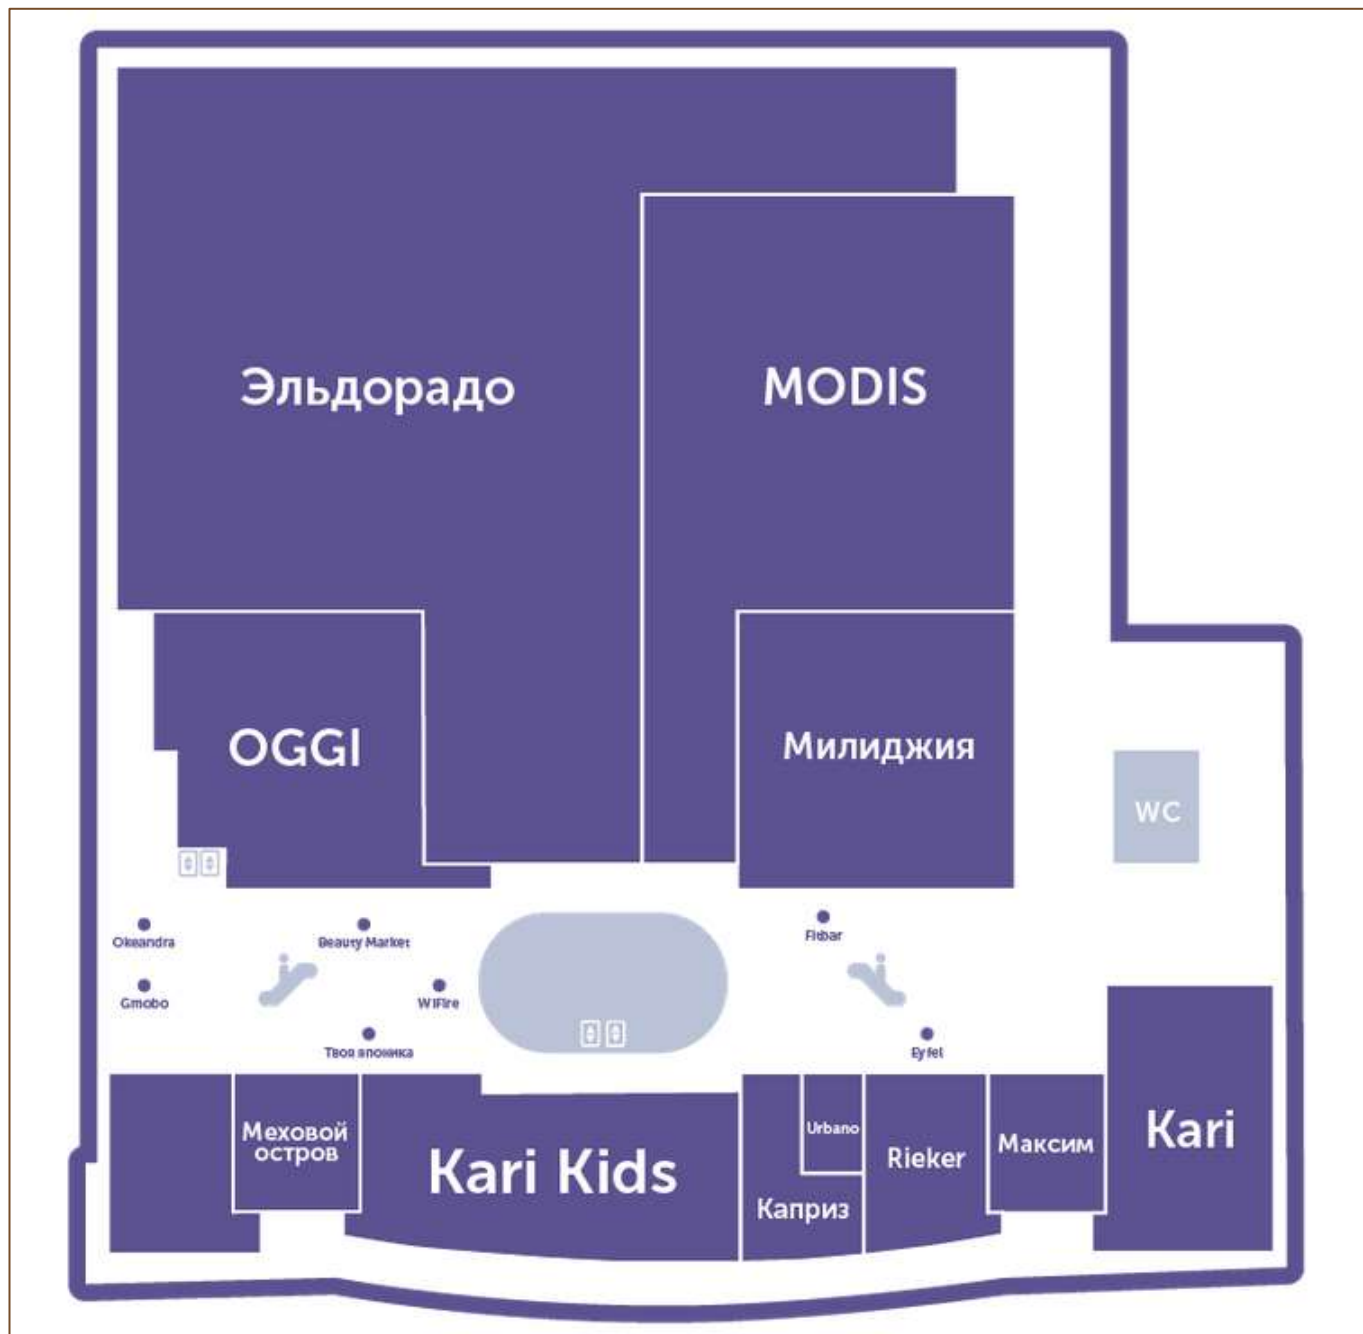 Эльдорадо
MODIS
OGGI
Милиджия
WC
Okeandra
Beauty Market
Fitbar
Gmobo
WIFire
Твоя японика
Eyfel
Меховой
остров
Kari Kids
Urbano
Каприз
Rieker
Максим
Kari